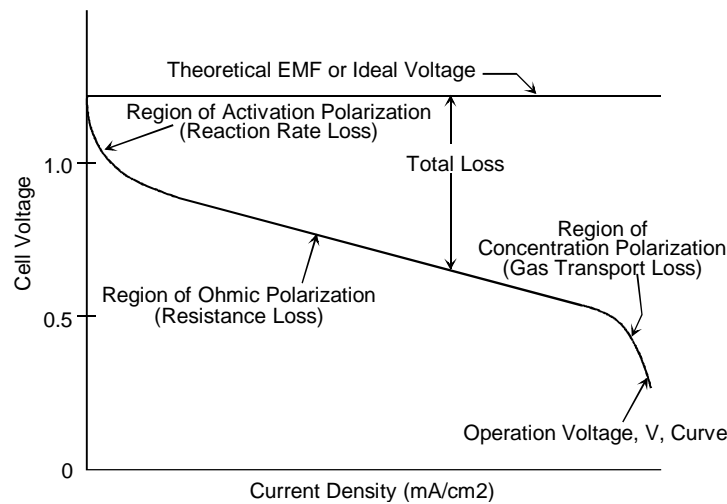 Theoretical EMF or Ideal Voltage
Region of Activation Polarization
(Reaction Rate Loss)
1.0
Total Loss
Cell Voltage
Region of
Concentration Polarization
(Gas Transport Loss)
Region of Ohmic Polarization
(Resistance Loss)
0.5
Operation Voltage, V, Curve
0
Current Density (mA/cm2)